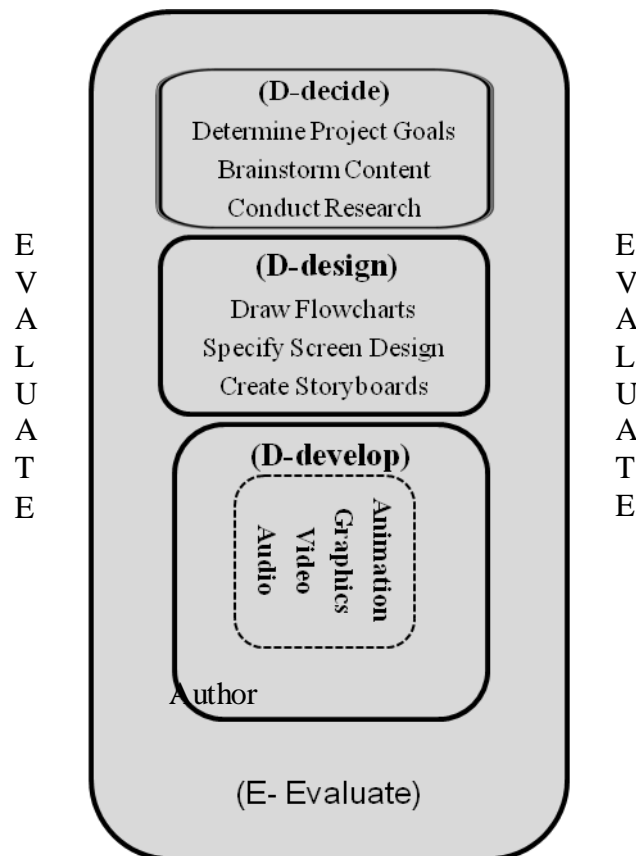 (D-decide)
Determine Project Goals
Brainstorm Content
Conduct Research
E
V
A
L
U
A
T
E
(D-design)
Draw Flowcharts
Specify Screen Design
Create Storyboards
E
V
A
L
U
A
T
E
(D-develop)
Animation
Graphics
Video
Audio
Author
(E- Evaluate)